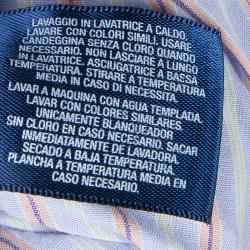 LAVAGGIO IN LAVATRICE A CALDO.
LAVARE CON COLORI SIMILI. USARE
CANDEGGINA SENZA CLORO QUANDO
NECESSARIO. NON LASCIARE A LUNGO
IN LAVATRICE. ASCIUGATRICE A BASSA
TEMPERATURA. STIRARE A TEMPERATURA
MEDIA IN CASO DI NECESSITA.
LAVAR A MAQUINA CON AGUA TEMPLADA.
LAVAR CON COLORES SIMILARES.
UNICAMENTE BLANQUEADOR
SIN CLORO EN CASO NECESARIO. SACAR
INMEDIATAMENTE DE LAVADORA.
SECADO A BAJA TEMPERATURA.
PLANCHA A TEMPERATURA MEDIA EN
CASO NECESARIO.